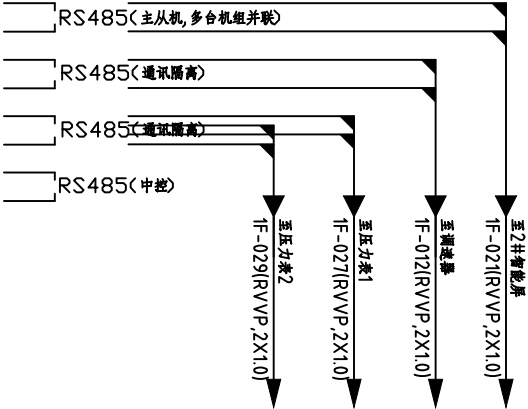 RS485(主从机,多台机组并联)
RS485(通讯隔离)
RS485(通讯隔离)
RS485(中控)
至压力表2
1F-029(RVVP,2X1.0)
至压力表1
1F-027(RVVP,2X1.0)
至调速器
1F-012(RVVP,2X1.0)
至2#智能屏
1F-021(RVVP,2X1.0)